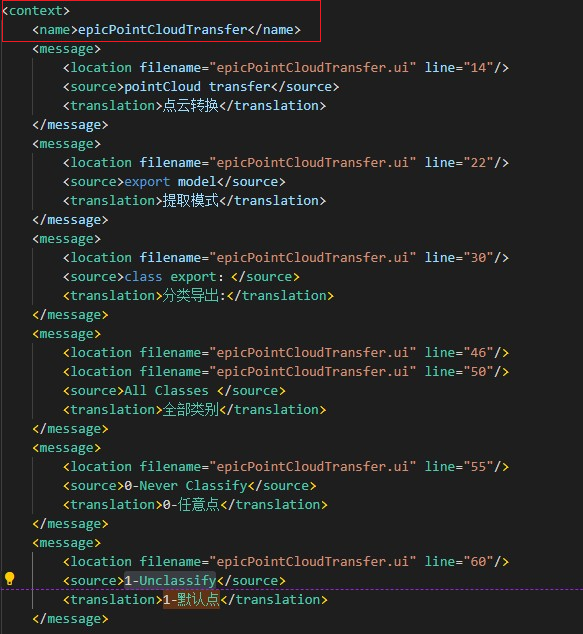 <context>
<name>epicPointCloudTransfer</name>
<message>
<location filename="epicPointCloudTransfer.ui" line="14"/>
<source>pointCloud transfer</source>
<translation>点云转换</translation>
</message>
<message>
<location filename="epicPointCloudTransfer.ui" line="22"/>
<source>export model</source>
<translation>提取模式</translation>
</message>
<message>
<location filename="epicPointCloudTransfer.ui" line="30"/>
<source>class export：</source>
<translation>分类导出:</translation>
</message>
<message>
<location filename="epicPointCloudTransfer.ui" line="46"/>
<location filename="epicPointCloudTransfer.ui" line="50"/>
<source>All Classes </source>
<translation>全部类别</translation>
</message>
<message>
<location filename="epicPointCloudTransfer.ui" line="55"/>
<source>0-Never Classify</source>
<translation>0-任意点</translation>
</message>
<message>
<location filename="epicPointCloudTransfer.ui" line="60"/>
<source>1-Unclassify</source>
<translation>1-默认点</translation>
</message>